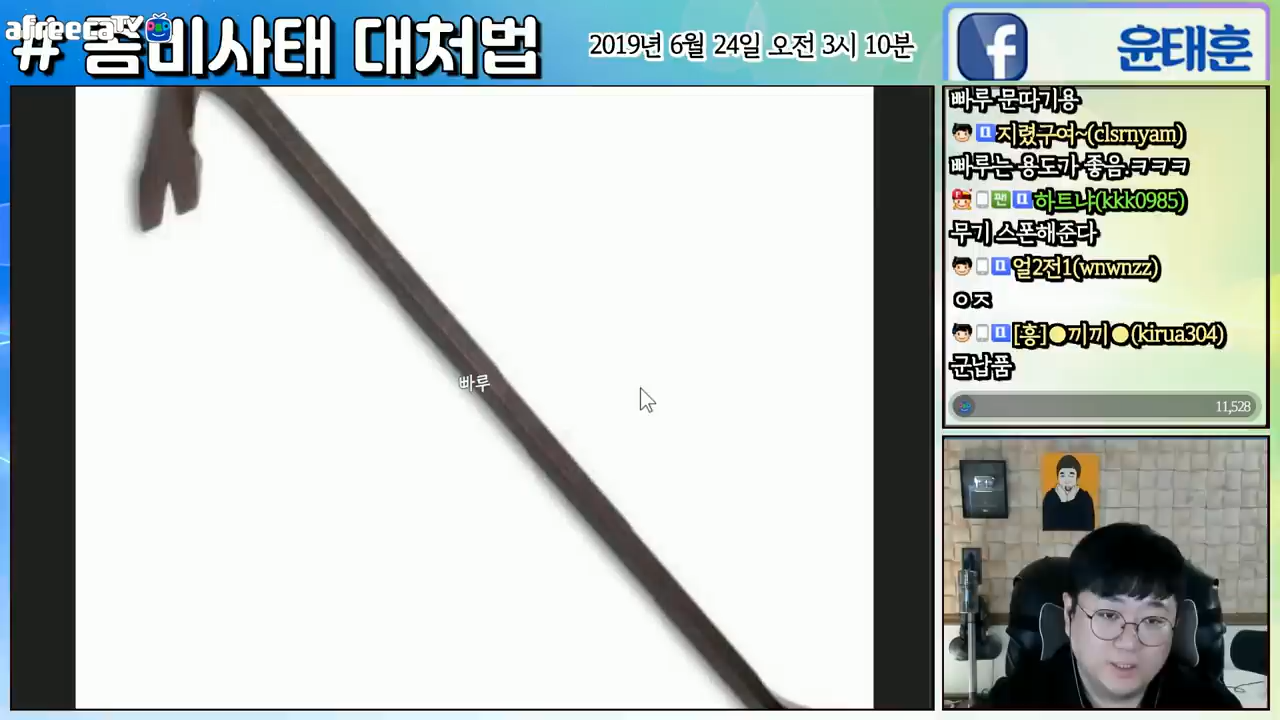 afreecaTV
# 좀비사태 대처법
2019년 6월 24일 오전 3시 10분
윤태훈
빠루 문따기용
지렸구여~(clsrnyam)
빠루는 용도가 좋음.ㅋㅋㅋ
팬 하트냐(kkk0985)
무기 스폰해준다
얼2전1(wnwnzz)
ㅇㅈ
[흥]●끼끼●(kirua304)
군납품
11,528
빠루